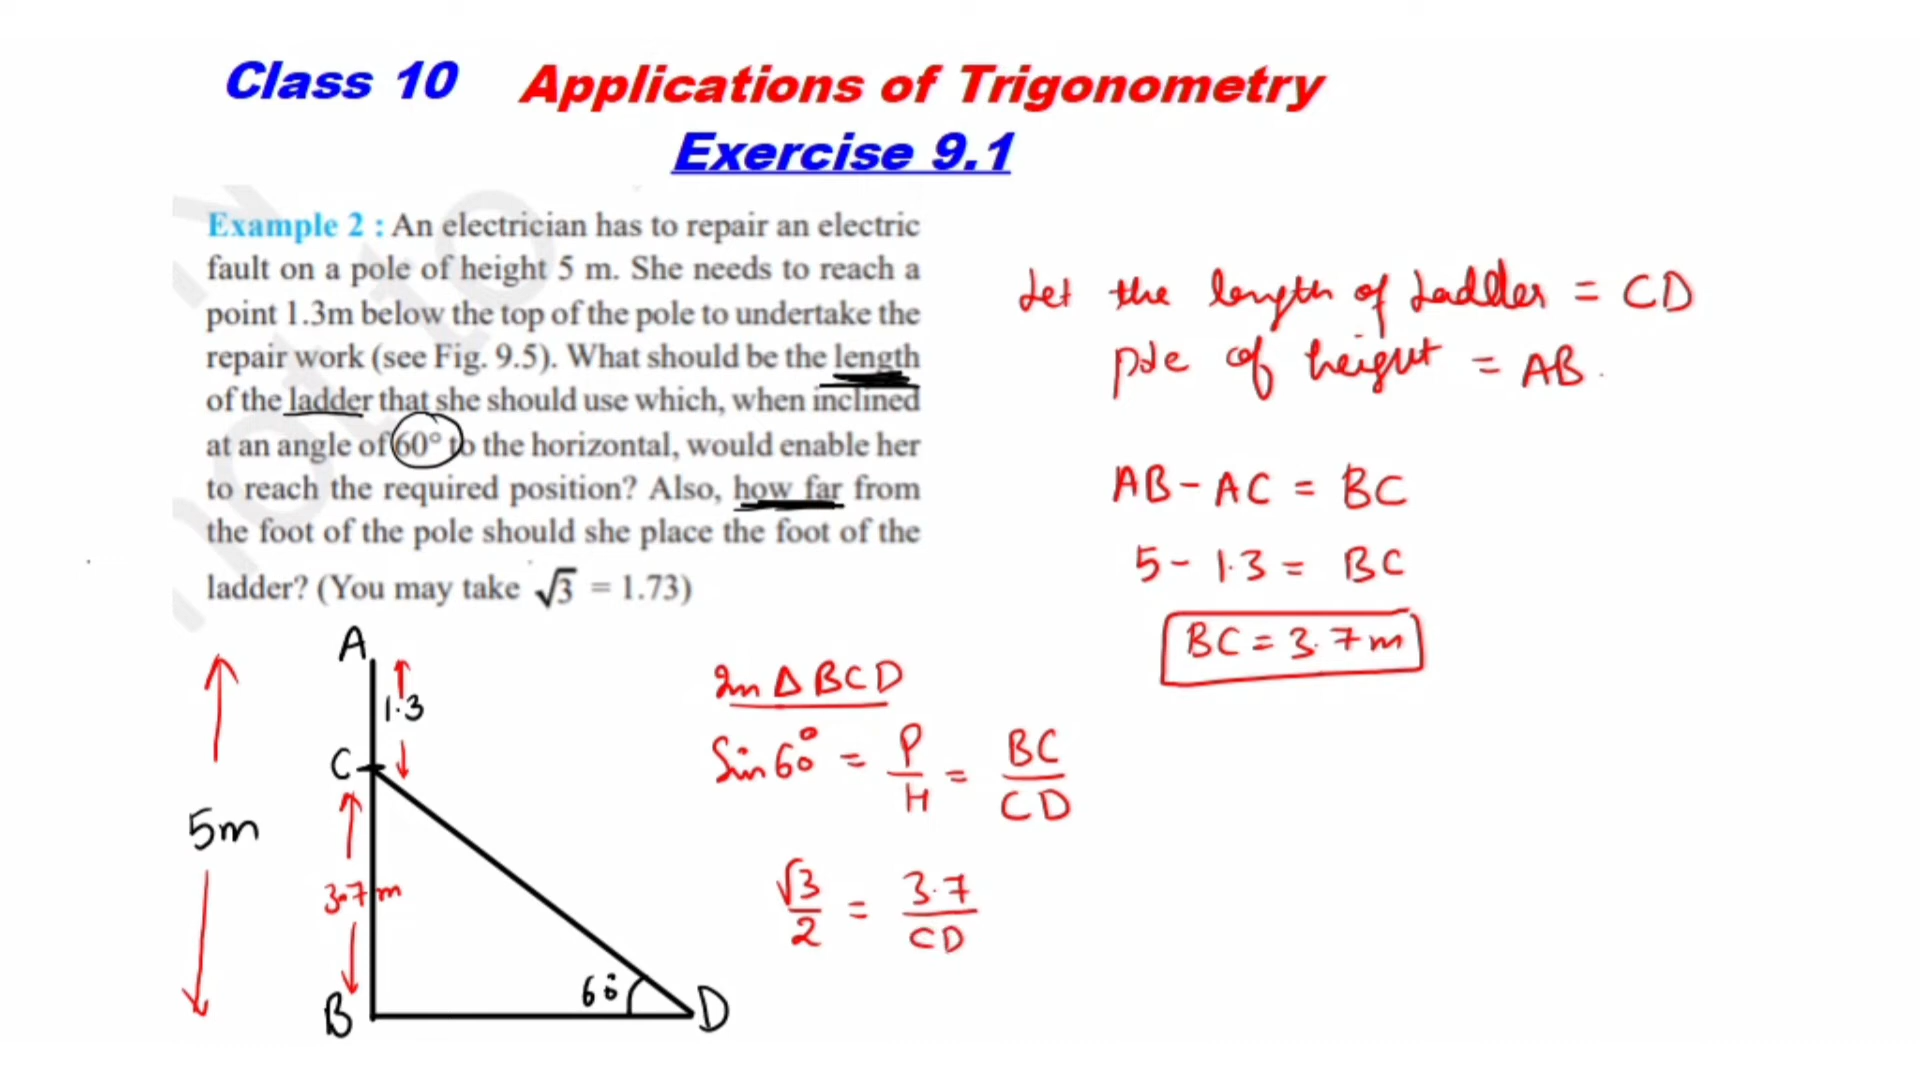 Class 10 Applications of Trigonometry
Exercise 9.1
Example 2 : An electrician has to repair an electric
fault on a pole of height 5 m. She needs to reach a
point 1.3m below the top of the pole to undertake the
repair work (see Fig. 9.5). What should be the length
of the ladder that she should use which, when inclined
at an angle of 60° to the horizontal, would enable her
to reach the required position? Also, how far from
the foot of the pole should she place the foot of the
ladder? (You may take √3 = 1.73)
Let the length of Ladder = CD
pole of height = AB.
AB - AC = BC
5 - 1.3 = BC
BC = 3.7 m
A
1.3
C
5m
3.7 m
B
60°
D
In Δ BCD
Sin 60° = P/H = BC/CD
√3/2 = 3.7/CD